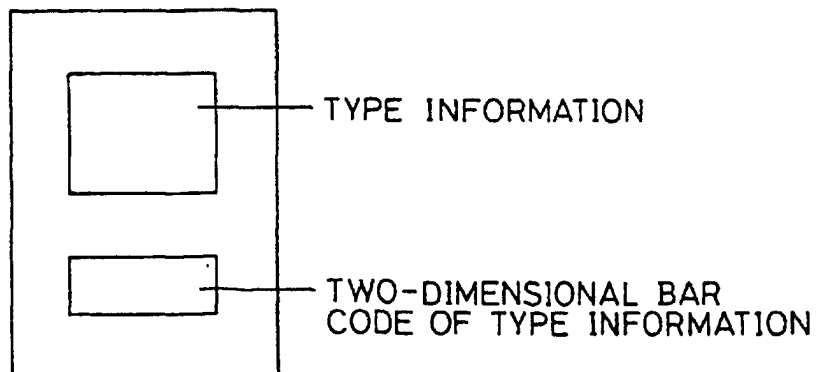 TYPE INFORMATION
TWO-DIMENSIONAL BAR
CODE OF TYPE INFORMATION